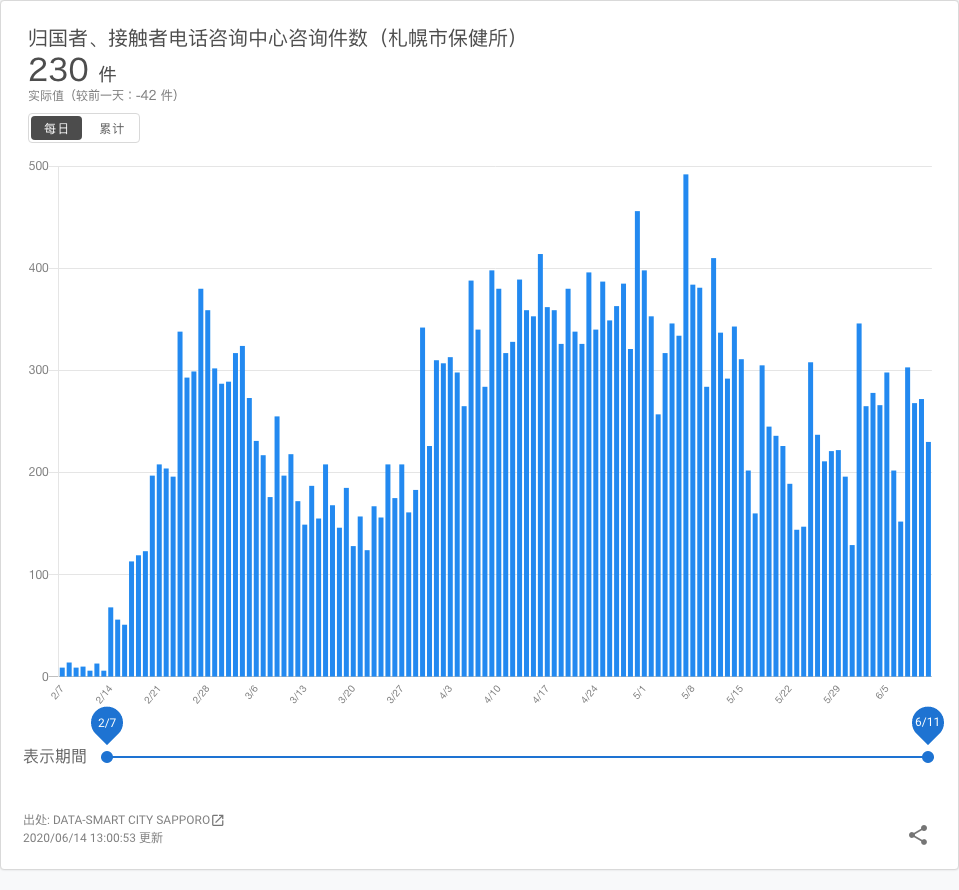 归国者、接触者电话咨询中心咨询件数（札幌市保健所）
230 件
实际值（较前一天：-42 件）
每日 累计
500
400
300
200
100
0
2/7 2/14 2/21 2/28 3/6 3/13 3/20 3/27 4/3 4/10 4/17 4/24 5/1 5/8 5/15 5/22 5/29 6/5
2/7 6/11
表示期間
出处: DATA-SMART CITY SAPPORO
2020/06/14 13:00:53 更新